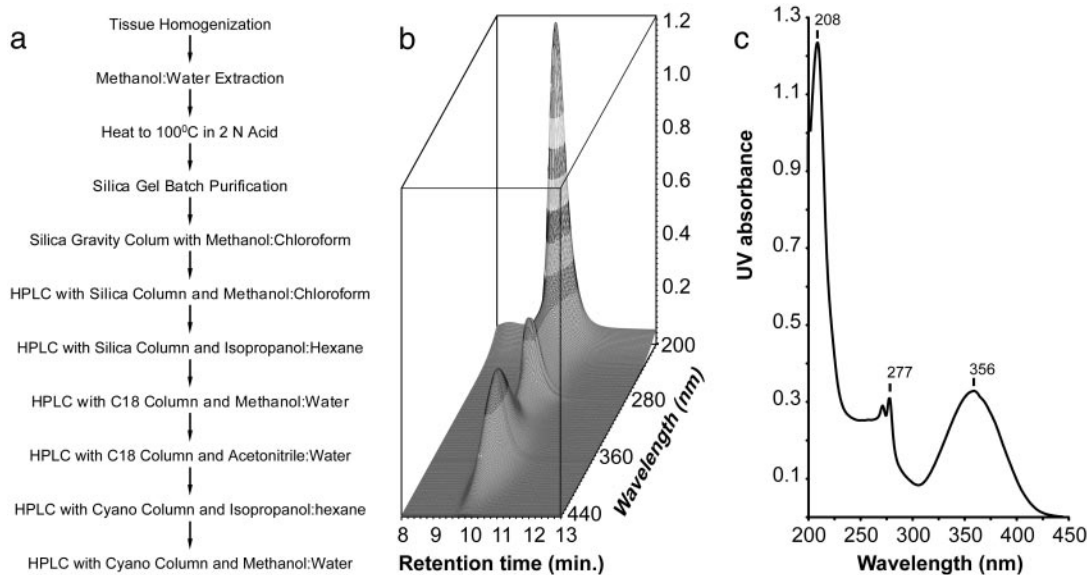 a
Tissue Homogenization
Methanol:Water Extraction
Heat to 100⁰C in 2 N Acid
Silica Gel Batch Purification
Silica Gravity Colum with Methanol:Chloroform
HPLC with Silica Column and Methanol:Chloroform
HPLC with Silica Column and Isopropanol:Hexane
HPLC with C18 Column and Methanol:Water
HPLC with C18 Column and Acetonitrile:Water
HPLC with Cyano Column and Isopropanol:hexane
HPLC with Cyano Column and Methanol:Water
b
1.2
1.0
0.8
0.6
0.4
0.2
200
280
360
440
Wavelength (nm)
8 9 10 11 12 13
Retention time (min.)
c
UV absorbance
1.3
1.1
0.9
0.7
0.5
0.3
0.1
208
277
356
200 250 300 350 400 450
Wavelength (nm)